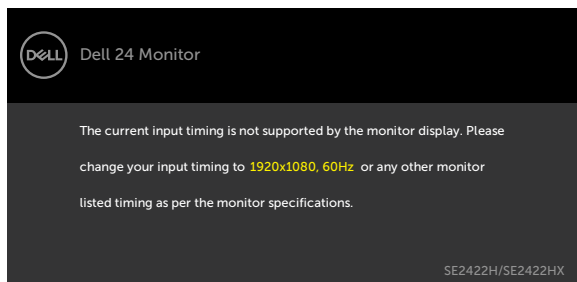 DELL
Dell 24 Monitor
The current input timing is not supported by the monitor display. Please
change your input timing to 1920x1080, 60Hz or any other monitor
listed timing as per the monitor specifications.
SE2422H/SE2422HX